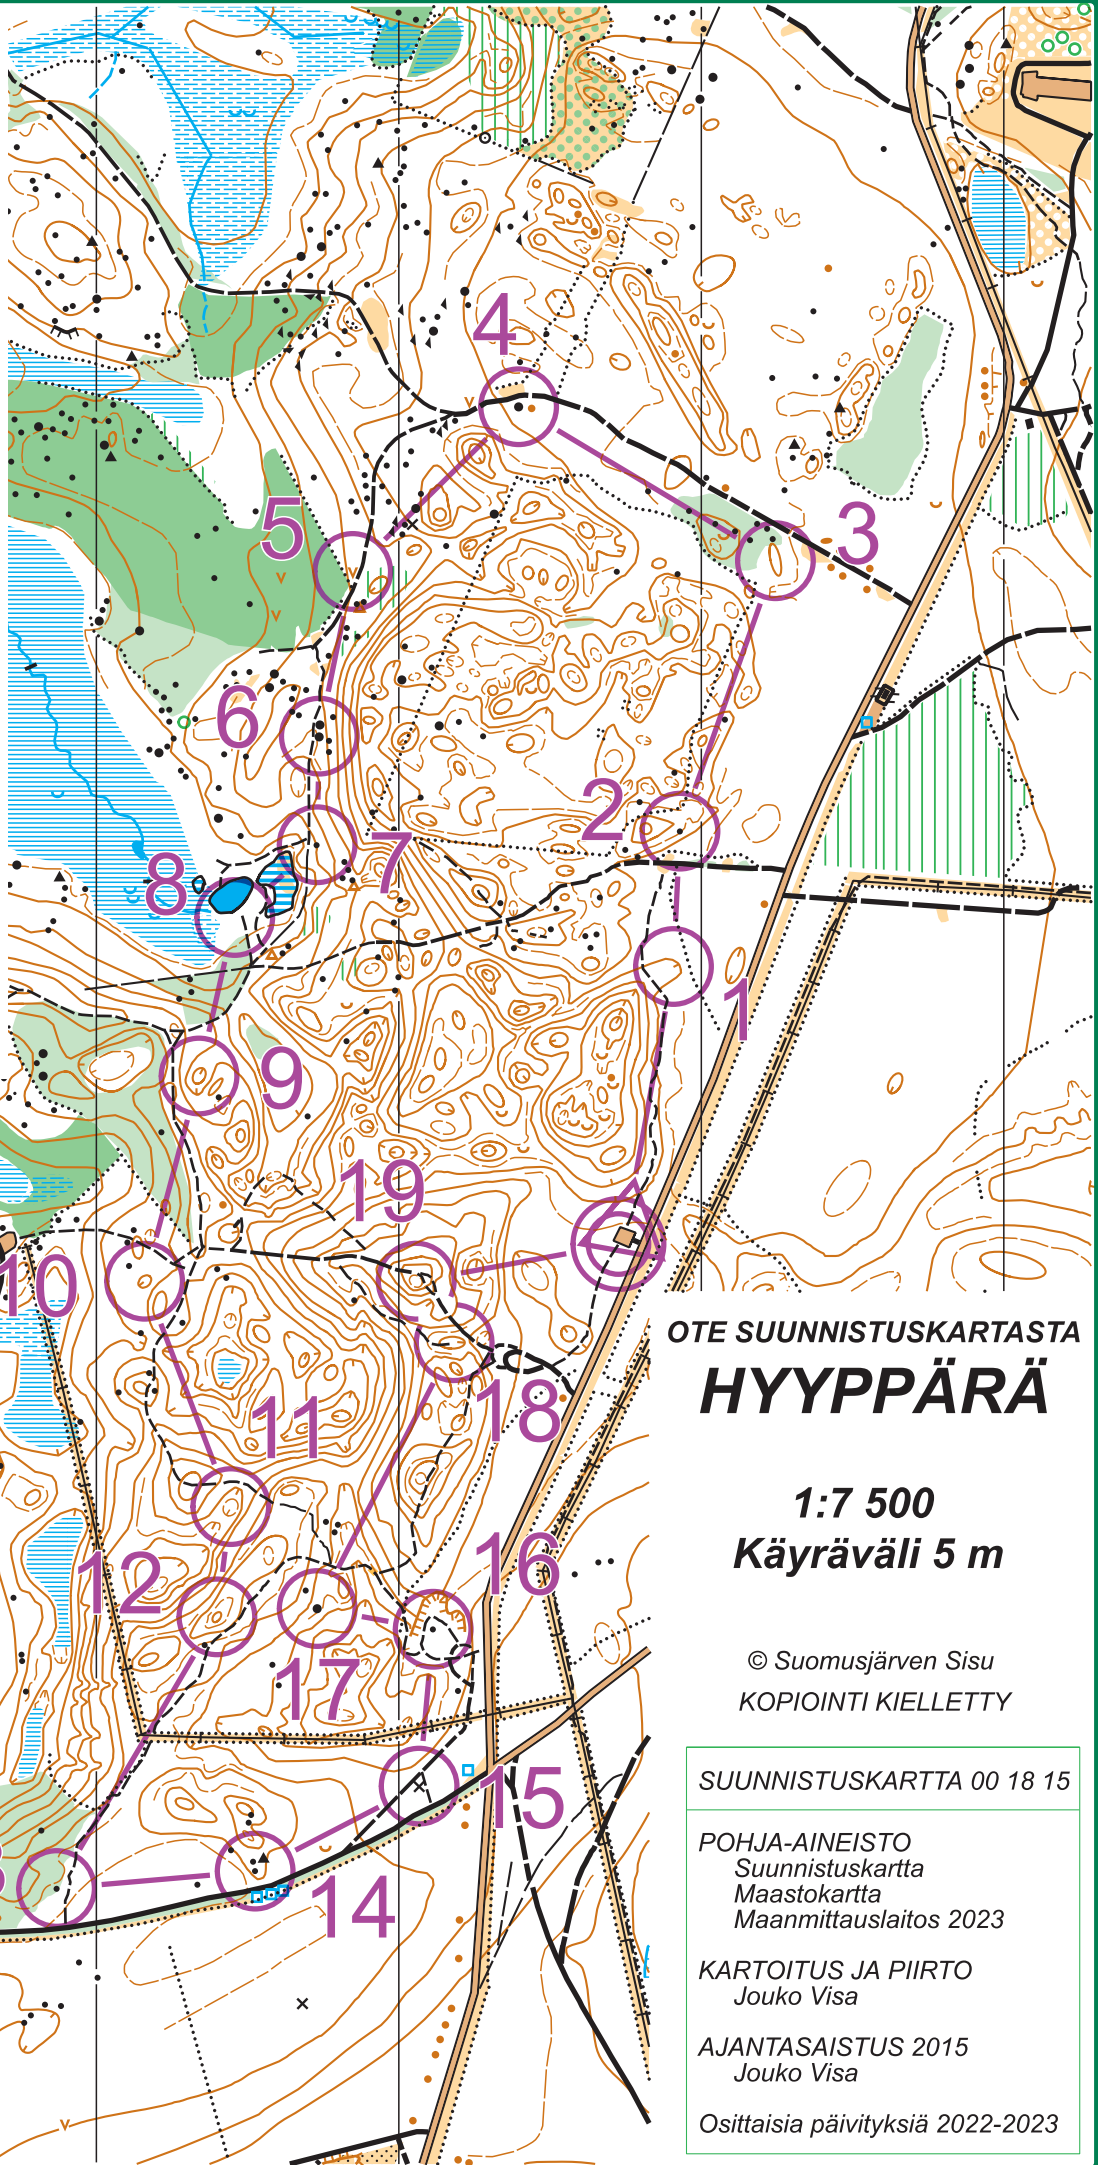 4
5
3
6
2
7
8
1
9
19
10
18
11
16
12
17
15
14
OTE SUUNNISTUSKARTASTA
HYYPPÄRÄ
1:7 500
Käyräväli 5 m
© Suomusjärven Sisu
KOPIOINTI KIELLETTY
SUUNNISTUSKARTTA 00 18 15
POHJA-AINEISTO
Suunnistuskartta
Maastokartta
Maanmittauslaitos 2023
KARTOITUS JA PIIRTO
Jouko Visa
AJANTASAISTUS 2015
Jouko Visa
Osittaisia päivityksiä 2022-2023